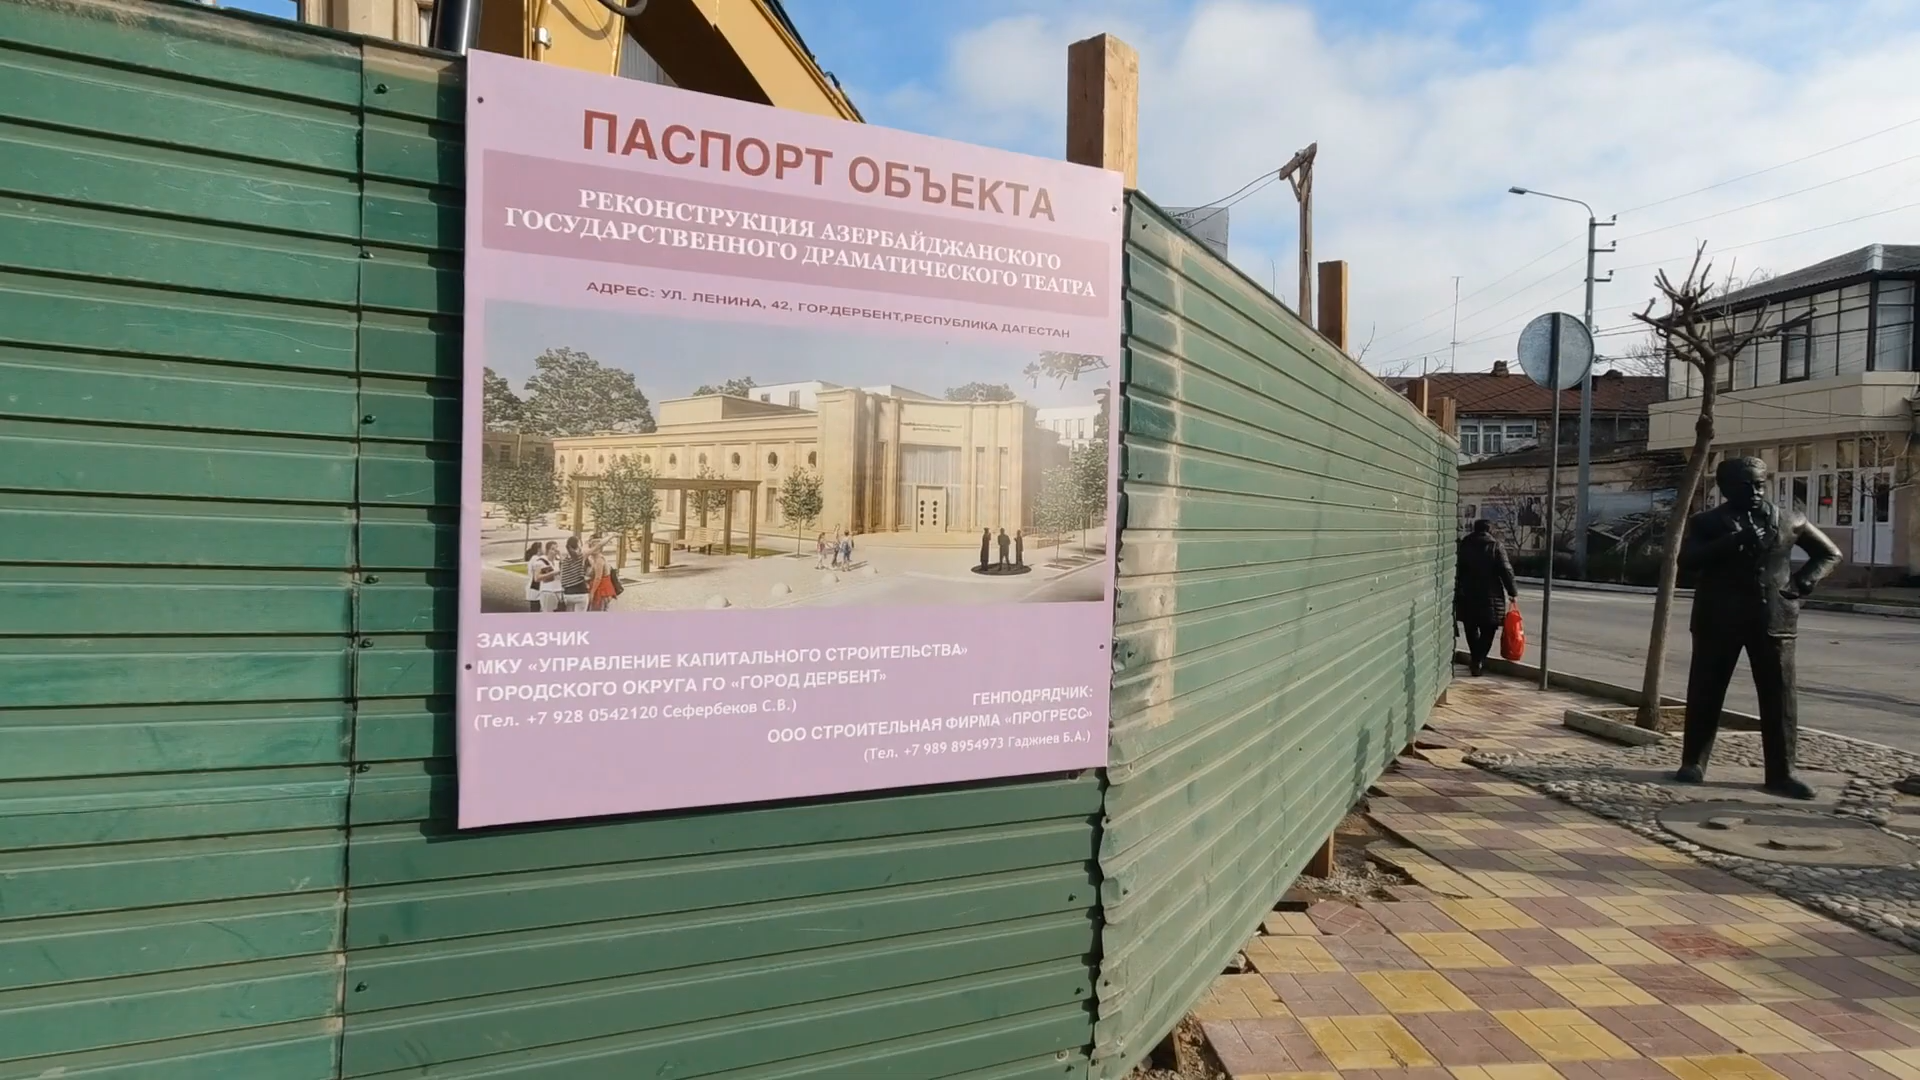 ПАСПОРТ ОБЪЕКТА
РЕКОНСТРУКЦИЯ АЗЕРБАЙДЖАНСКОГО
ГОСУДАРСТВЕННОГО ДРАМАТИЧЕСКОГО ТЕАТРА
АДРЕС: УЛ. ЛЕНИНА, 42, ГОР.ДЕРБЕНТ,РЕСПУБЛИКА ДАГЕСТАН
ЗАКАЗЧИК
МКУ «УПРАВЛЕНИЕ КАПИТАЛЬНОГО СТРОИТЕЛЬСТВА»
ГОРОДСКОГО ОКРУГА ГО «ГОРОД ДЕРБЕНТ»
(Тел. +7 928 0542120 Сефербеков С.В.)
ГЕНПОДРЯДЧИК:
ООО СТРОИТЕЛЬНАЯ ФИРМА «ПРОГРЕСС»
(Тел. +7 989 8954973 Гаджиев Б.А.)